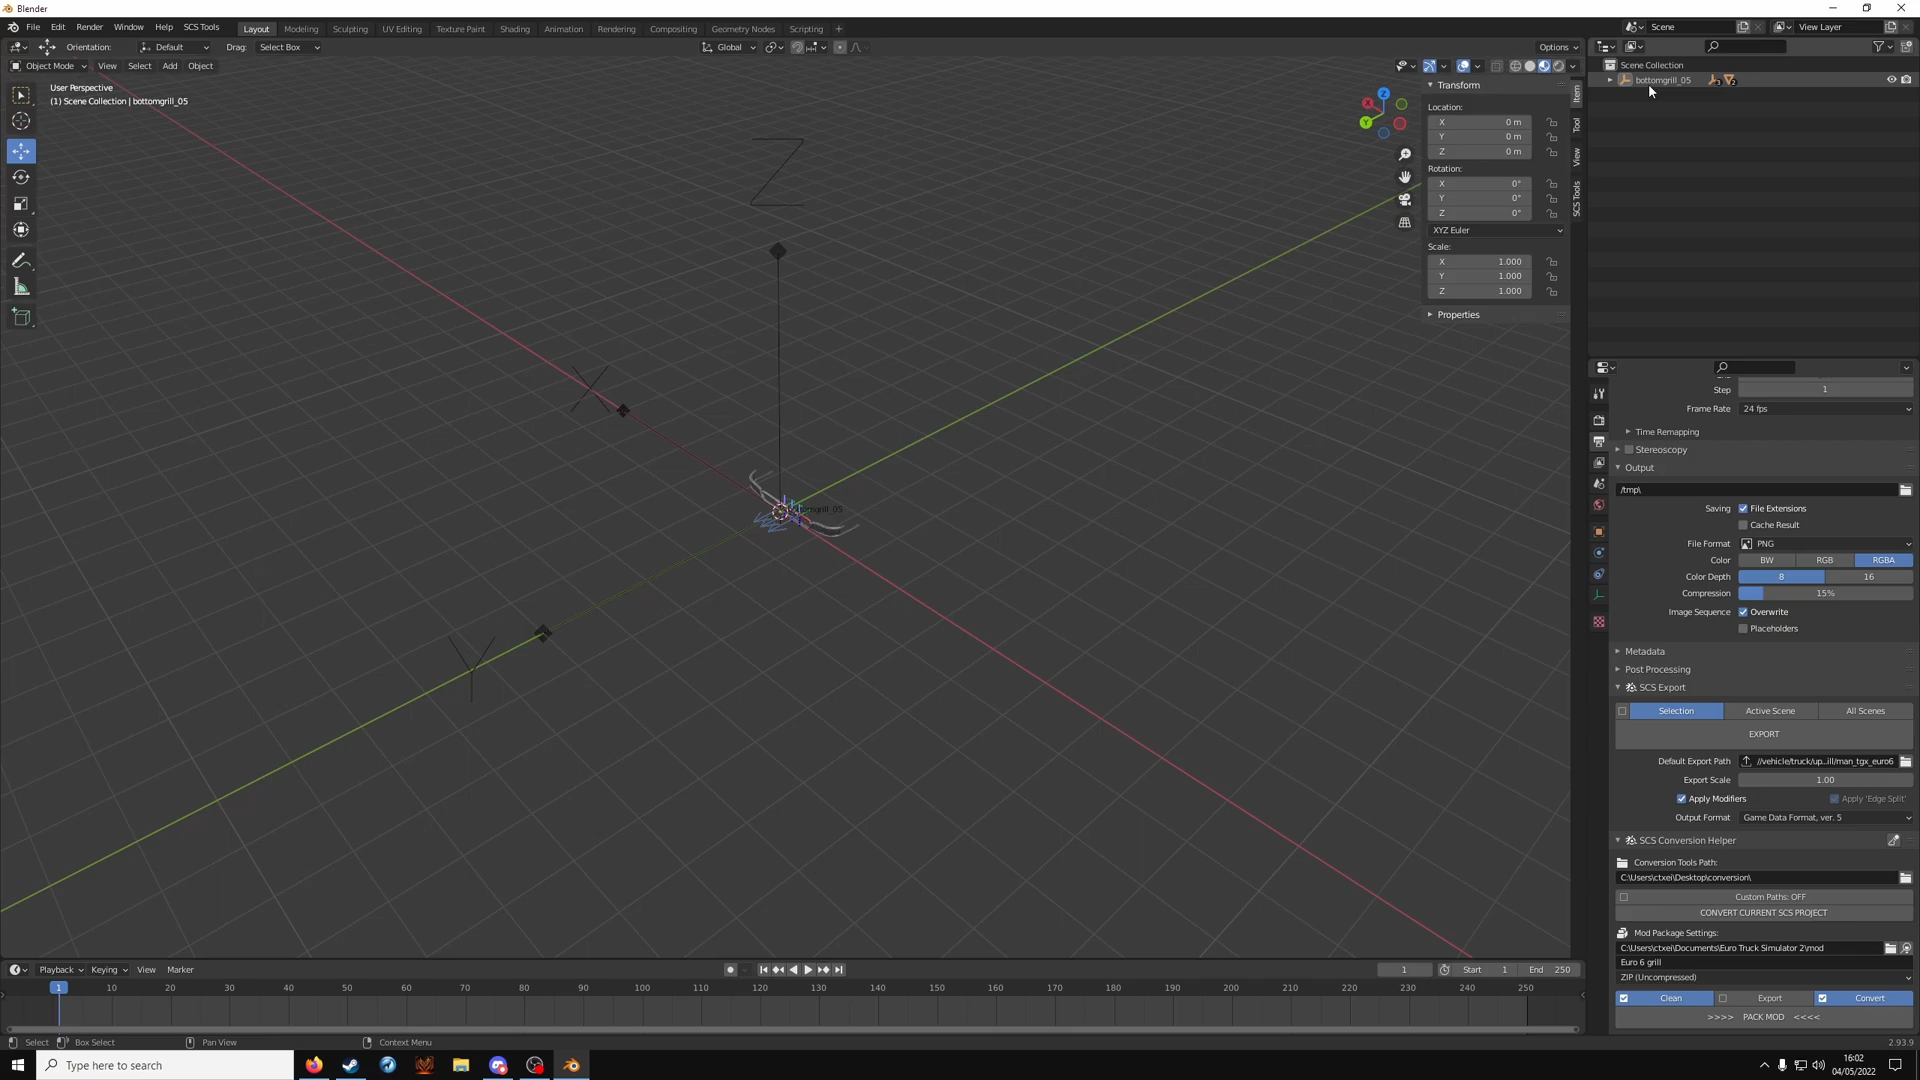 Blender
File Edit Render Window Help SCS Tools
Layout Modeling Sculpting UV Editing Texture Paint Shading Animation Rendering Compositing Geometry Nodes Scripting +
Scene
View Layer
Orientation: Default Drag: Select Box
Global
Options
Object Mode View Select Add Object
User Perspective
(1) Scene Collection | bottomgrill_05
Z
X
Y
Z
X
Y
Transform
Location:
X 0 m
Y 0 m
Z 0 m
Rotation:
X 0°
Y 0°
Z 0°
XYZ Euler
Scale:
X 1.000
Y 1.000
Z 1.000
Properties
Item
Tool
View
SCS Tools
Scene Collection
bottomgrill_05
Step 1
Frame Rate 24 fps
Time Remapping
Stereoscopy
Output
/tmp\
Saving File Extensions
Cache Result
File Format PNG
Color BW RGB RGBA
Color Depth 8 16
Compression 15%
Image Sequence Overwrite
Placeholders
Metadata
Post Processing
SCS Export
Selection Active Scene All Scenes
EXPORT
Default Export Path //vehicle/truck/up...ill/man_tgx_euro6
Export Scale 1.00
Apply Modifiers Apply 'Edge Split'
Output Format Game Data Format, ver. 5
SCS Conversion Helper
Conversion Tools Path:
C:\Users\ctxei\Desktop\conversion\
Custom Paths: OFF
CONVERT CURRENT SCS PROJECT
Mod Package Settings:
C:\Users\ctxei\Documents\Euro Truck Simulator 2\mod
Euro 6 grill
ZIP (Uncompressed)
Clean Export Convert
>>>> PACK MOD <<<<
Playback Keying View Marker
1 Start 1 End 250
1 10 20 30 40 50 60 70 80 90 100 110 120 130 140 150 160 170 180 190 200 210 220 230 240 250
Select Box Select Pan View Context Menu
2.93.9
Type here to search
16:02
04/05/2022